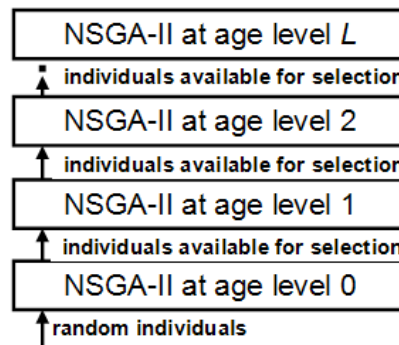 NSGA-II at age level L
individuals available for selection
NSGA-II at age level 2
individuals available for selection
NSGA-II at age level 1
individuals available for selection
NSGA-II at age level 0
random individuals